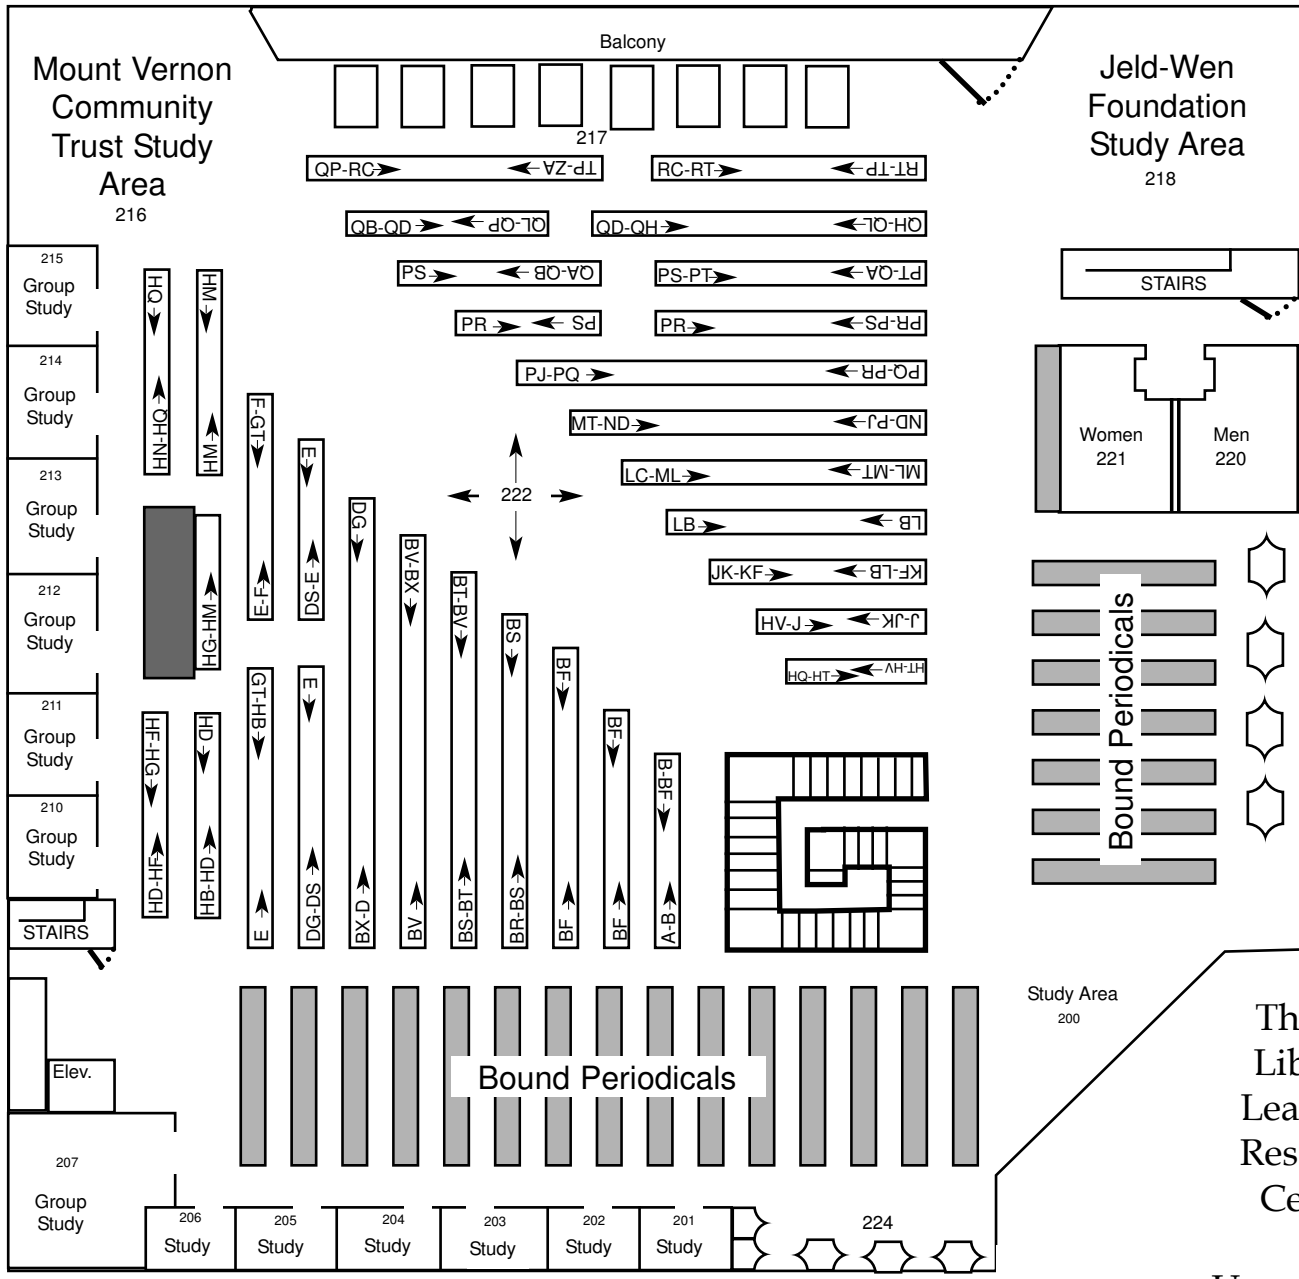 Balcony
Mount Vernon
Community
Trust Study
Area
216
Jeld-Wen
Foundation
Study Area
218
217
QP-RC
TP-ZA
RC-RT
RT-TP
QB-QD
QL-QP
QD-QH
QH-QL
PS
QA-QB
PS-PT
PT-QA
PR
PS
PR
PR-PS
PJ-PQ
PQ-PR
MT-ND
ND-PJ
LC-ML
ML-MT
LB
LB
JK-KF
KF-LB
HV-J
J-JK
HQ-HT
HT-HV
222
215
Group
Study
214
Group
Study
213
Group
Study
212
Group
Study
211
Group
Study
210
Group
Study
HQ
HN-HQ
HM
HM
HG-HM
HF-HG
HD-HF
HD
HB-HD
F-GT
E-F
E
DS-E
GT-HB
E
E
DG-DS
DG
BX-D
BV-BX
BV
BT-BV
BS-BT
BS
BR-BS
BF
BF
BF
BF
B-BF
A-B
STAIRS
Women
221
Men
220
Bound Periodicals
STAIRS
Elev.
207
Group
Study
Bound Periodicals
Study Area
200
206
Study
205
Study
204
Study
203
Study
202
Study
201
Study
224
Th
Lib
Lea
Res
Ce